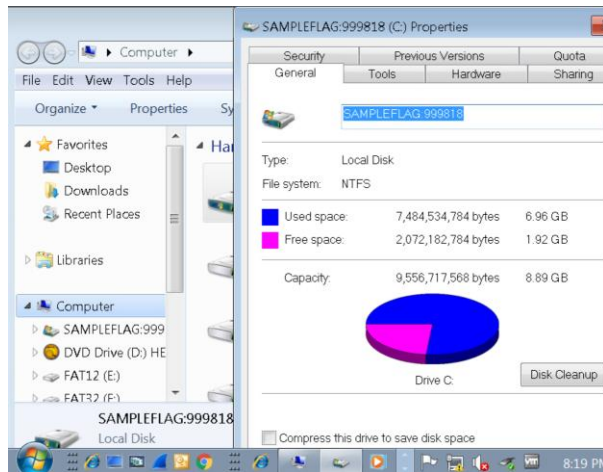 SAMPLEFLAG:999818 (C:) Properties
Computer
File Edit View Tools Help
Organize Properties Sy
Favorites
Desktop
Downloads
Recent Places
Libraries
Computer
SAMPLEFLAG:999
DVD Drive (D:) HE
FAT12 (E:)
FAT32 (F:)
Ha
SAMPLEFLAG:999818
Local Disk
Security Previous Versions Quota
General Tools Hardware Sharing
SAMPLEFLAG:999818
Type: Local Disk
File system: NTFS
Used space: 7,484,534,784 bytes 6.96 GB
Free space: 2,072,182,784 bytes 1.92 GB
Capacity: 9,556,717,568 bytes 8.89 GB
Drive C:
Disk Cleanup
Compress this drive to save disk space
8:19 PM